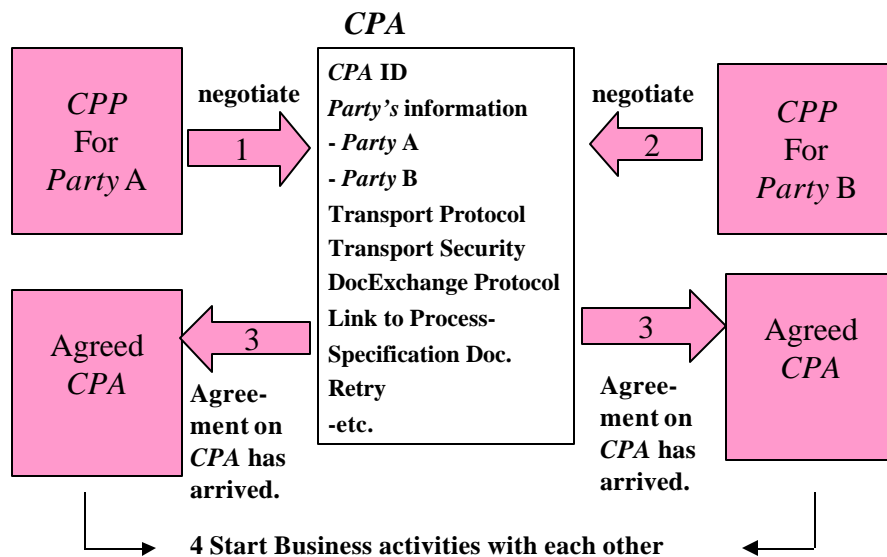 CPA
CPP
For
Party A
negotiate
1
CPA ID
Party's information
- Party A
- Party B
Transport Protocol
Transport Security
DocExchange Protocol
Link to Process-
Specification Doc.
Retry
-etc.
negotiate
2
CPP
For
Party B
Agreed
CPA
3
Agree-
ment on
CPA has
arrived.
3
Agree-
ment on
CPA has
arrived.
Agreed
CPA
4 Start Business activities with each other